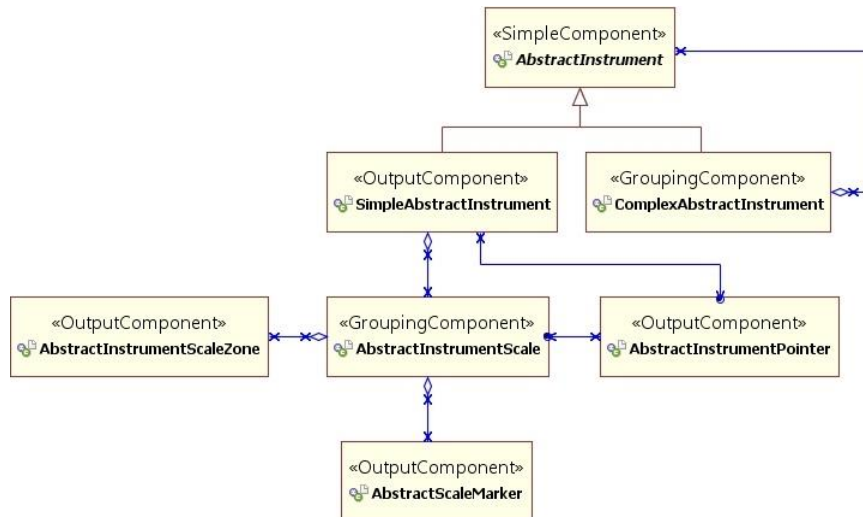 «SimpleComponent»
AbstractInstrument
«OutputComponent»
SimpleAbstractInstrument
«GroupingComponent»
ComplexAbstractInstrument
«OutputComponent»
AbstractInstrumentScaleZone
«GroupingComponent»
AbstractInstrumentScale
«OutputComponent»
AbstractInstrumentPointer
«OutputComponent»
AbstractScaleMarker